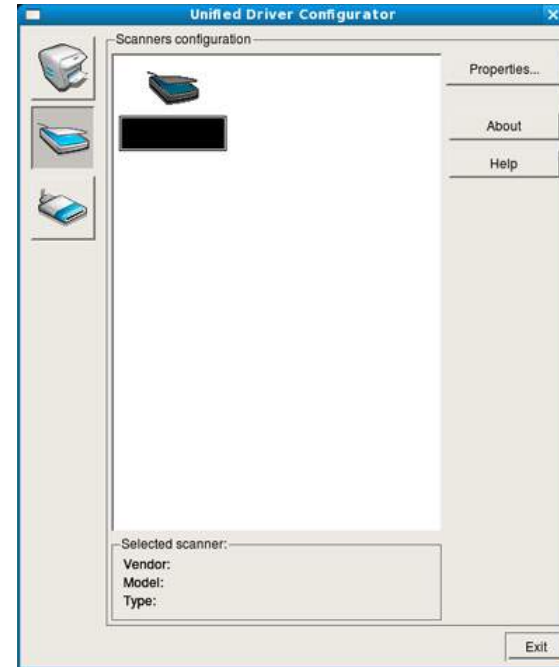 Unified Driver Configurator
Scanners configuration
Properties...
About
Help
Selected scanner:
Vendor:
Model:
Type:
Exit